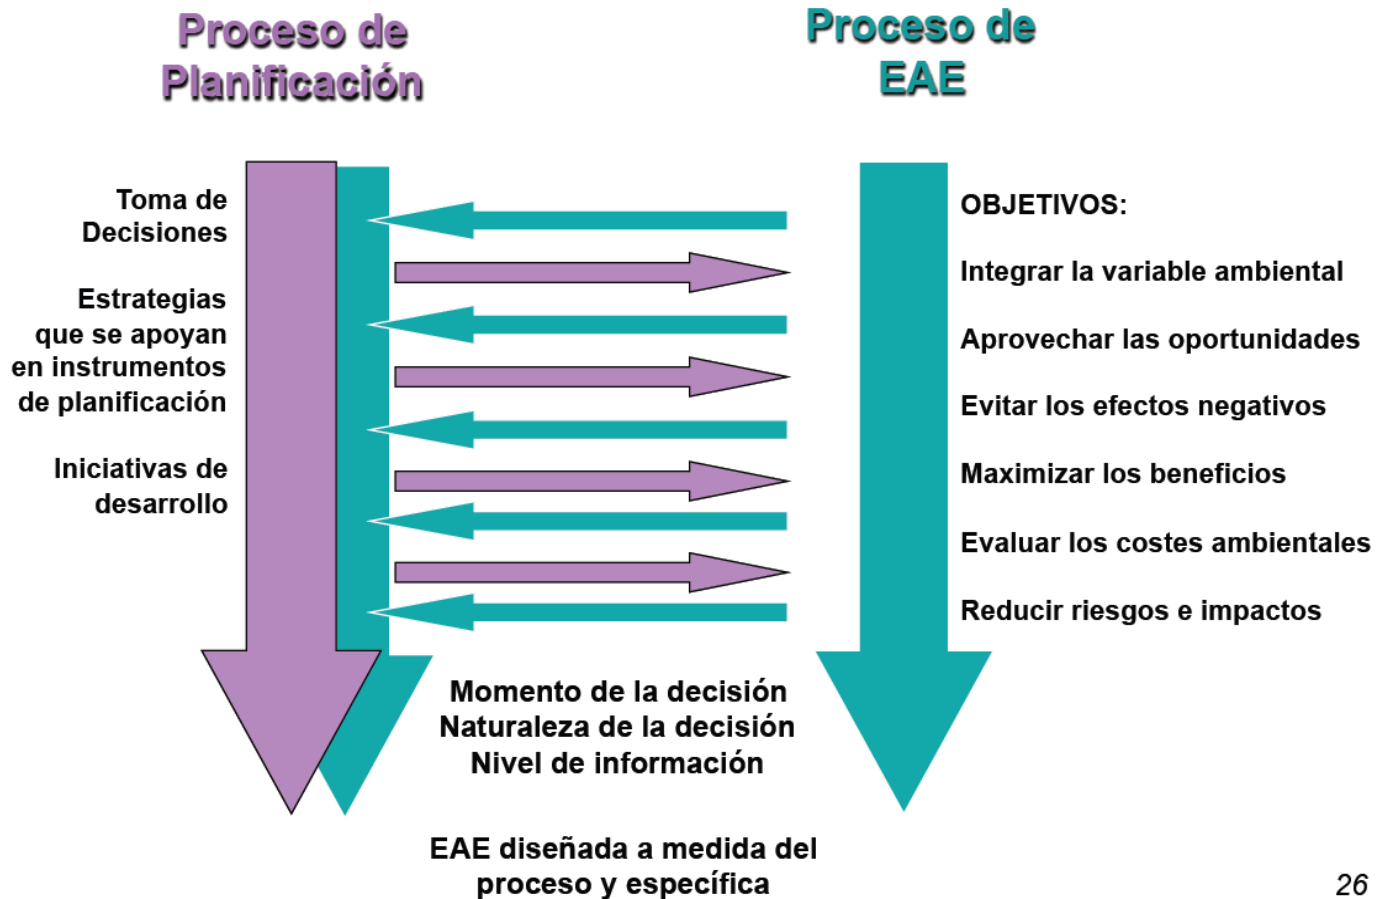 Proceso de
Planificación
Proceso de
EAE
Toma de
Decisiones
Estrategias
que se apoyan
en instrumentos
de planificación
Iniciativas de
desarrollo
OBJETIVOS:
Integrar la variable ambiental
Aprovechar las oportunidades
Evitar los efectos negativos
Maximizar los beneficios
Evaluar los costes ambientales
Reducir riesgos e impactos
Momento de la decisión
Naturaleza de la decisión
Nivel de información
EAE diseñada a medida del
proceso y específica
26